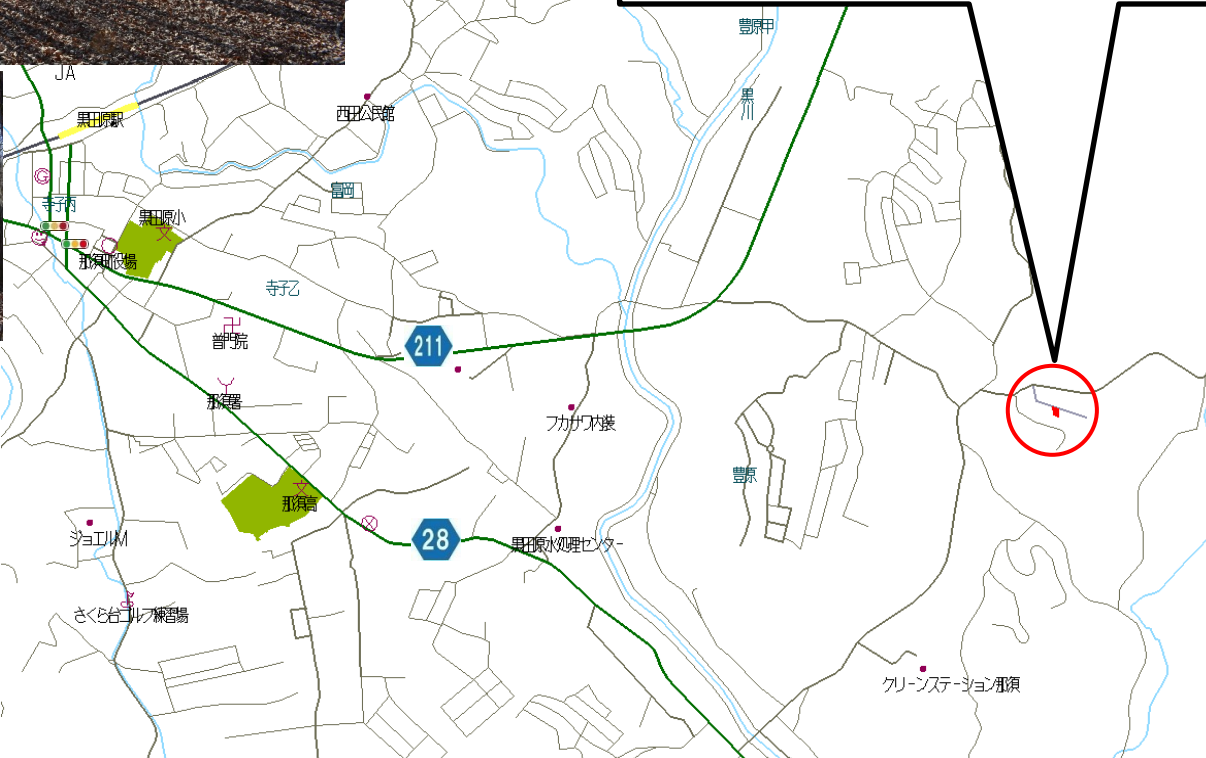 豊原甲
JA
黒川
西田公民館
黒田原駅
G
富岡
寺子丙
黒田原小
文
那須町役場
寺子乙
普門院
211
那須署
フカサワ内装
豊原
文
那須高
ジョエルM
28
黒田原水処理センター
さくら台ゴルフ練習場
クリーンステーション那須